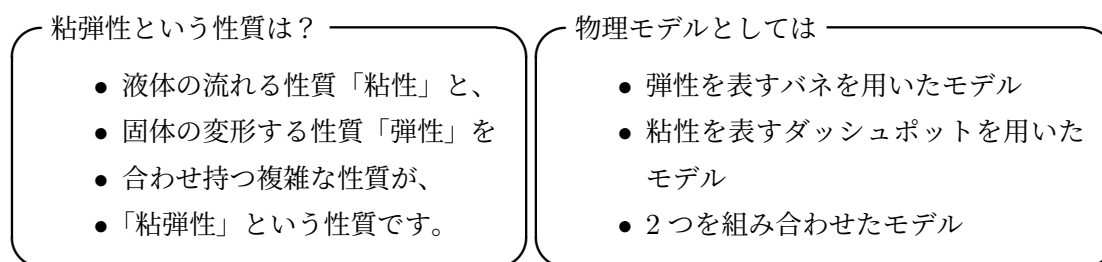 粘弾性という性質は？
● 液体の流れる性質「粘性」と、
● 固体の変形する性質「弾性」を
● 合わせ持つ複雑な性質が、
●「粘弾性」という性質です。
物理モデルとしては
● 弾性を表すバネを用いたモデル
● 粘性を表すダッシュポットを用いた
モデル
● 2 つを組み合わせたモデル